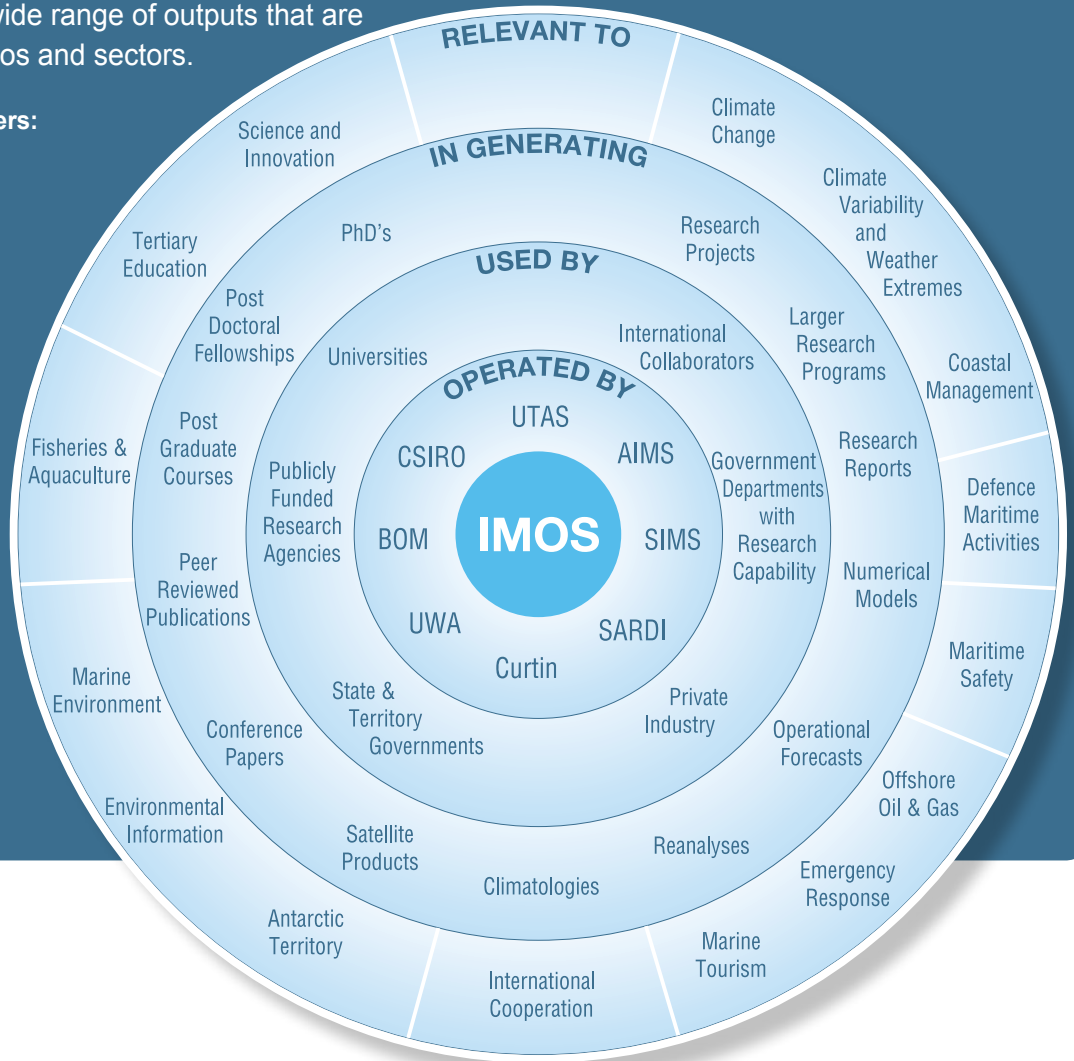 wide range of outputs that are
os and sectors.
ers:
RELEVANT TO
Climate
Change
Climate
Variability
and
Weather
Extremes
Coastal
Management
Defence
Maritime
Activities
Maritime
Safety
Offshore
Oil & Gas
Emergency
Response
Marine
Tourism
International
Cooperation
Antarctic
Territory
Environmental
Information
Marine
Environment
Fisheries &
Aquaculture
Tertiary
Education
Science and
Innovation
IN GENERATING
Research
Projects
Larger
Research
Programs
Research
Reports
Numerical
Models
Operational
Forecasts
Reanalyses
Climatologies
Satellite
Products
Conference
Papers
Peer
Reviewed
Publications
Post
Graduate
Courses
Post
Doctoral
Fellowships
PhD's
USED BY
International
Collaborators
Government
Departments
with
Research
Capability
Private
Industry
State &
Territory
Governments
Publicly
Funded
Research
Agencies
Universities
OPERATED BY
UTAS
AIMS
SIMS
SARDI
Curtin
UWA
BOM
CSIRO
IMOS